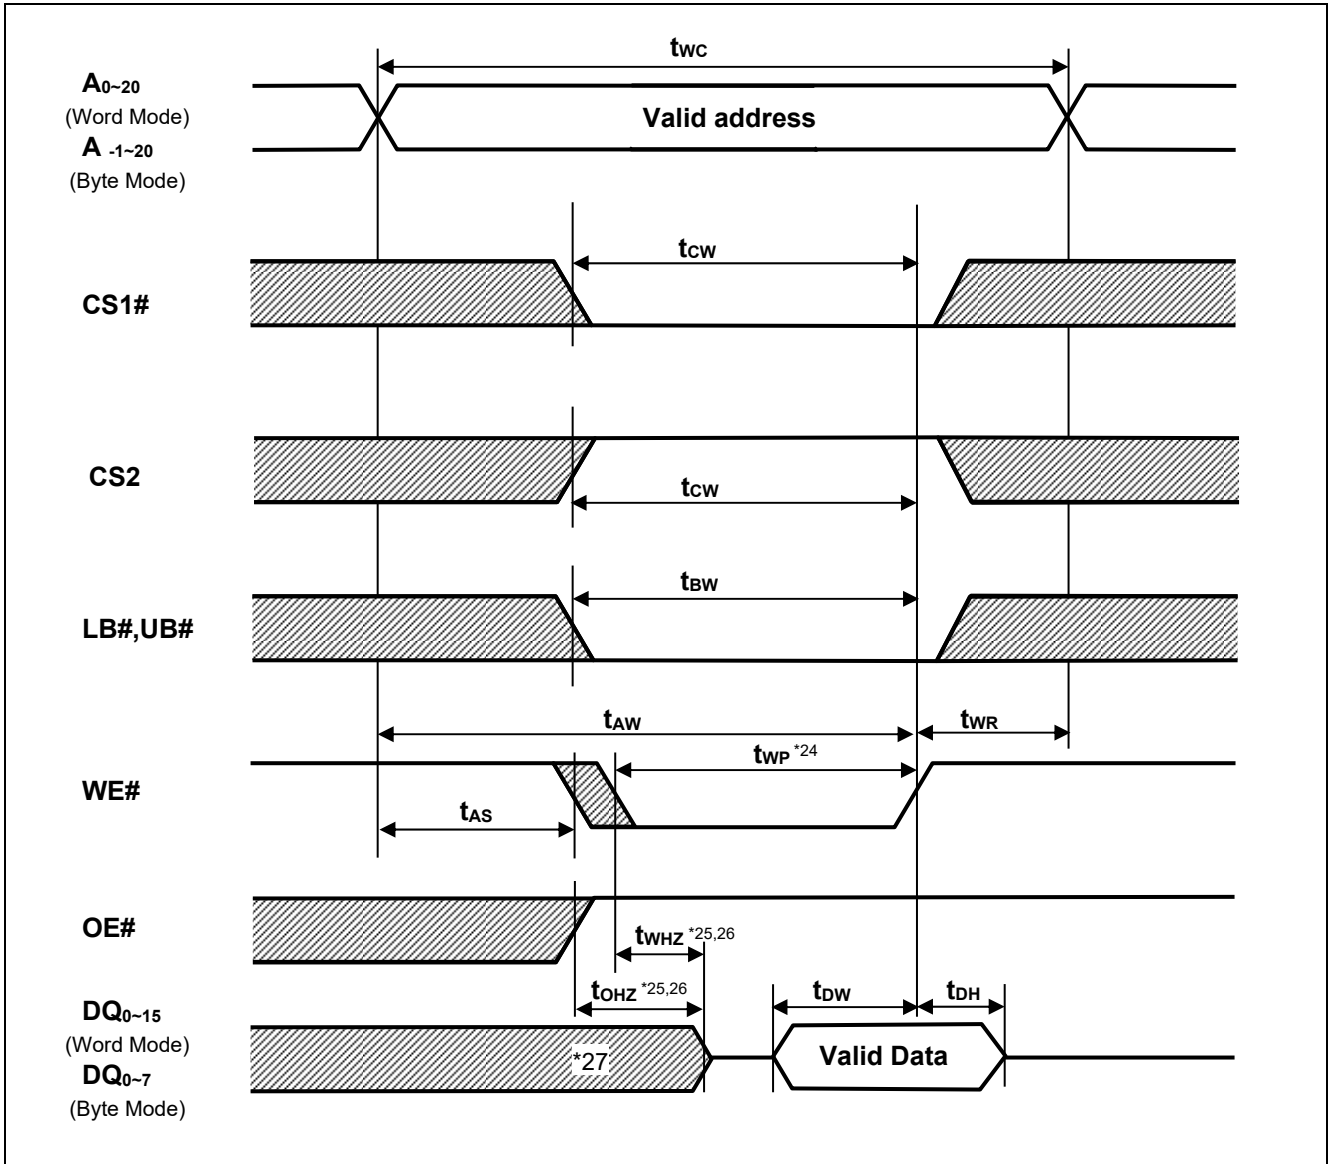 tWC
A0~20
(Word Mode)
A -1~20
(Byte Mode)
Valid address
tCW
CS1#
CS2
tCW
tBW
LB#,UB#
tAW
tWR
tWP *24
WE#
tAS
OE#
tWHZ *25,26
tOHZ *25,26
tDW
tDH
DQ0~15
(Word Mode)
DQ0~7
(Byte Mode)
*27
Valid Data